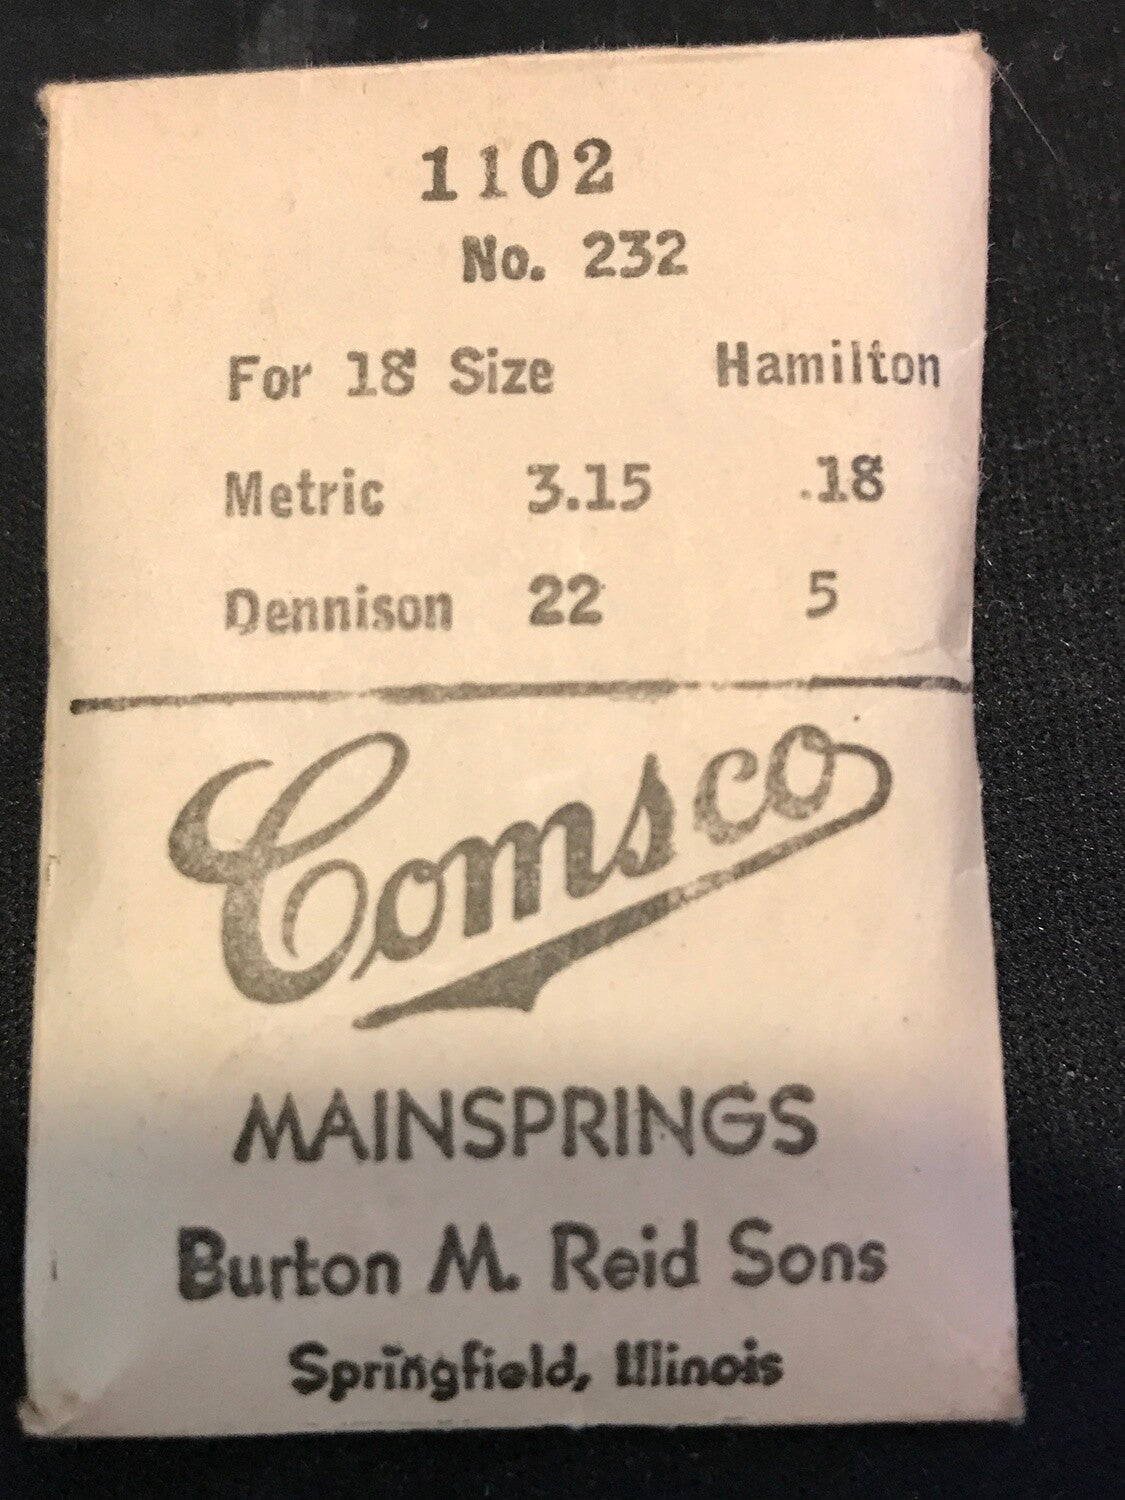 1102
No. 232
For 18 Size Hamilton
Metric 3.15 .18
Dennison 22 5
Comsco
MAINSPRINGS
Burton M. Reid Sons
Springfield, Illinois